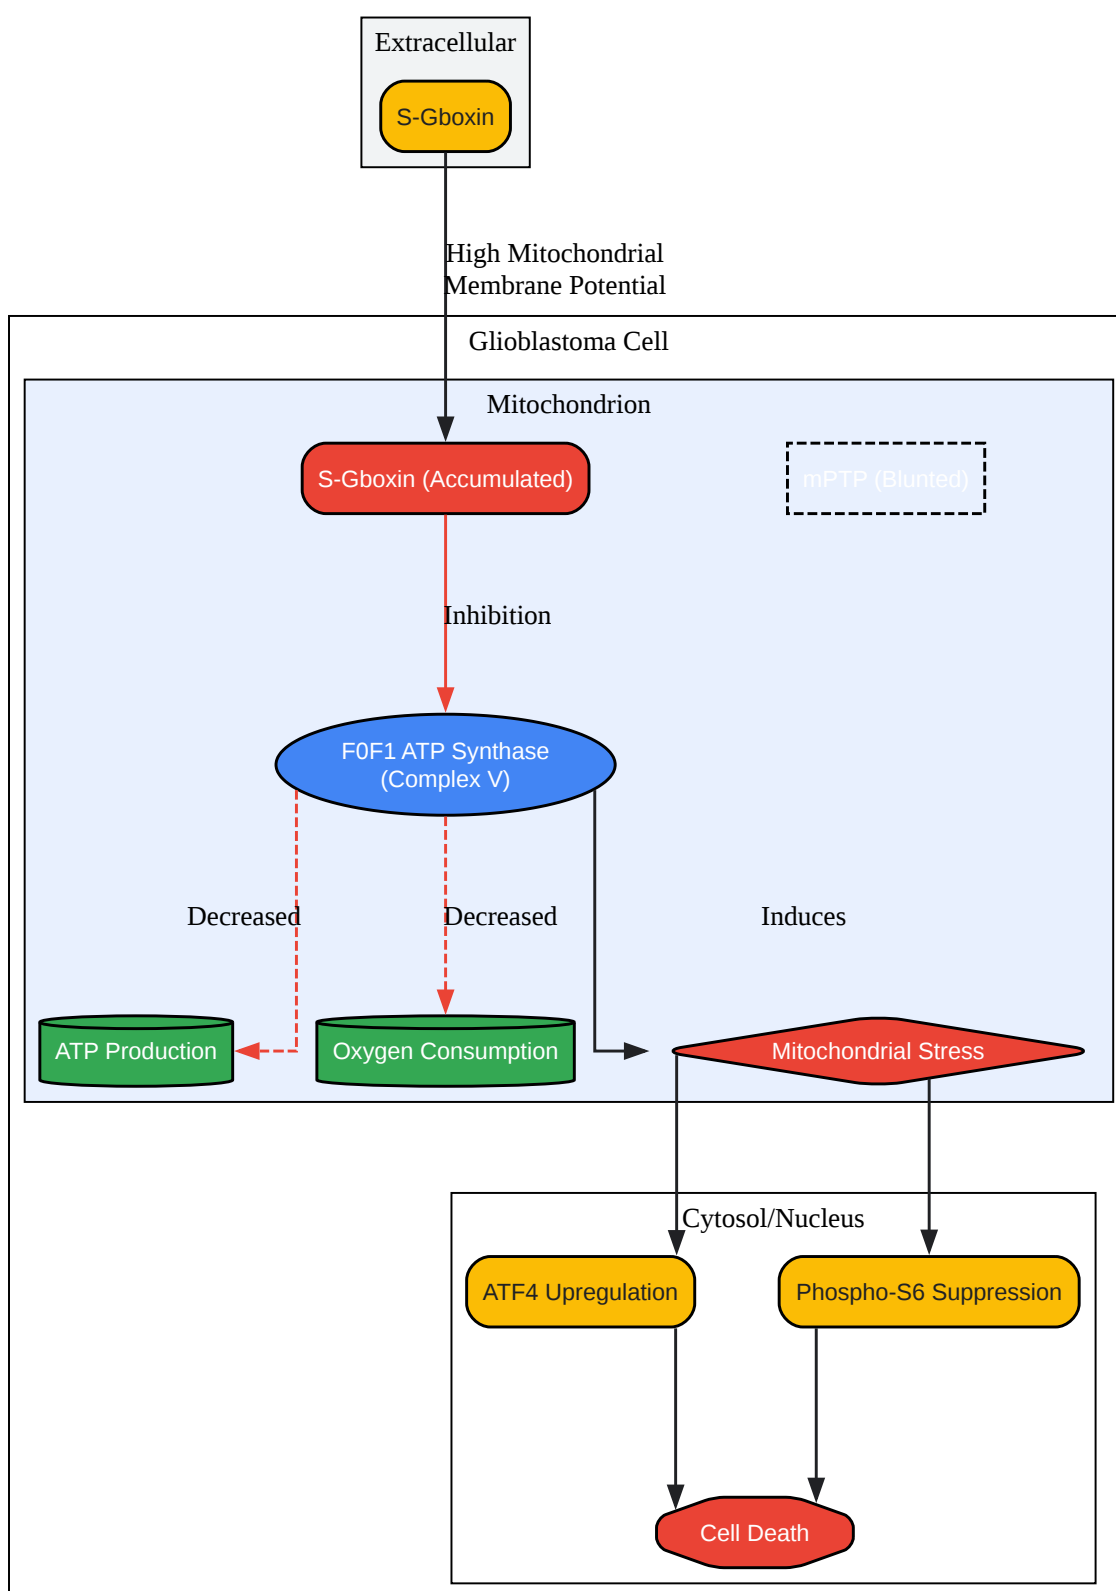 Extracellular
S-Gboxin
High Mitochondrial
Membrane Potential
Glioblastoma Cell
Mitochondrion
S-Gboxin (Accumulated)
mPTP (Blunted)
Inhibition
F0F1 ATP Synthase
(Complex V)
Decreased
Decreased
Induces
ATP Production
Oxygen Consumption
Mitochondrial Stress
Cytosol/Nucleus
ATF4 Upregulation
Phospho-S6 Suppression
Cell Death